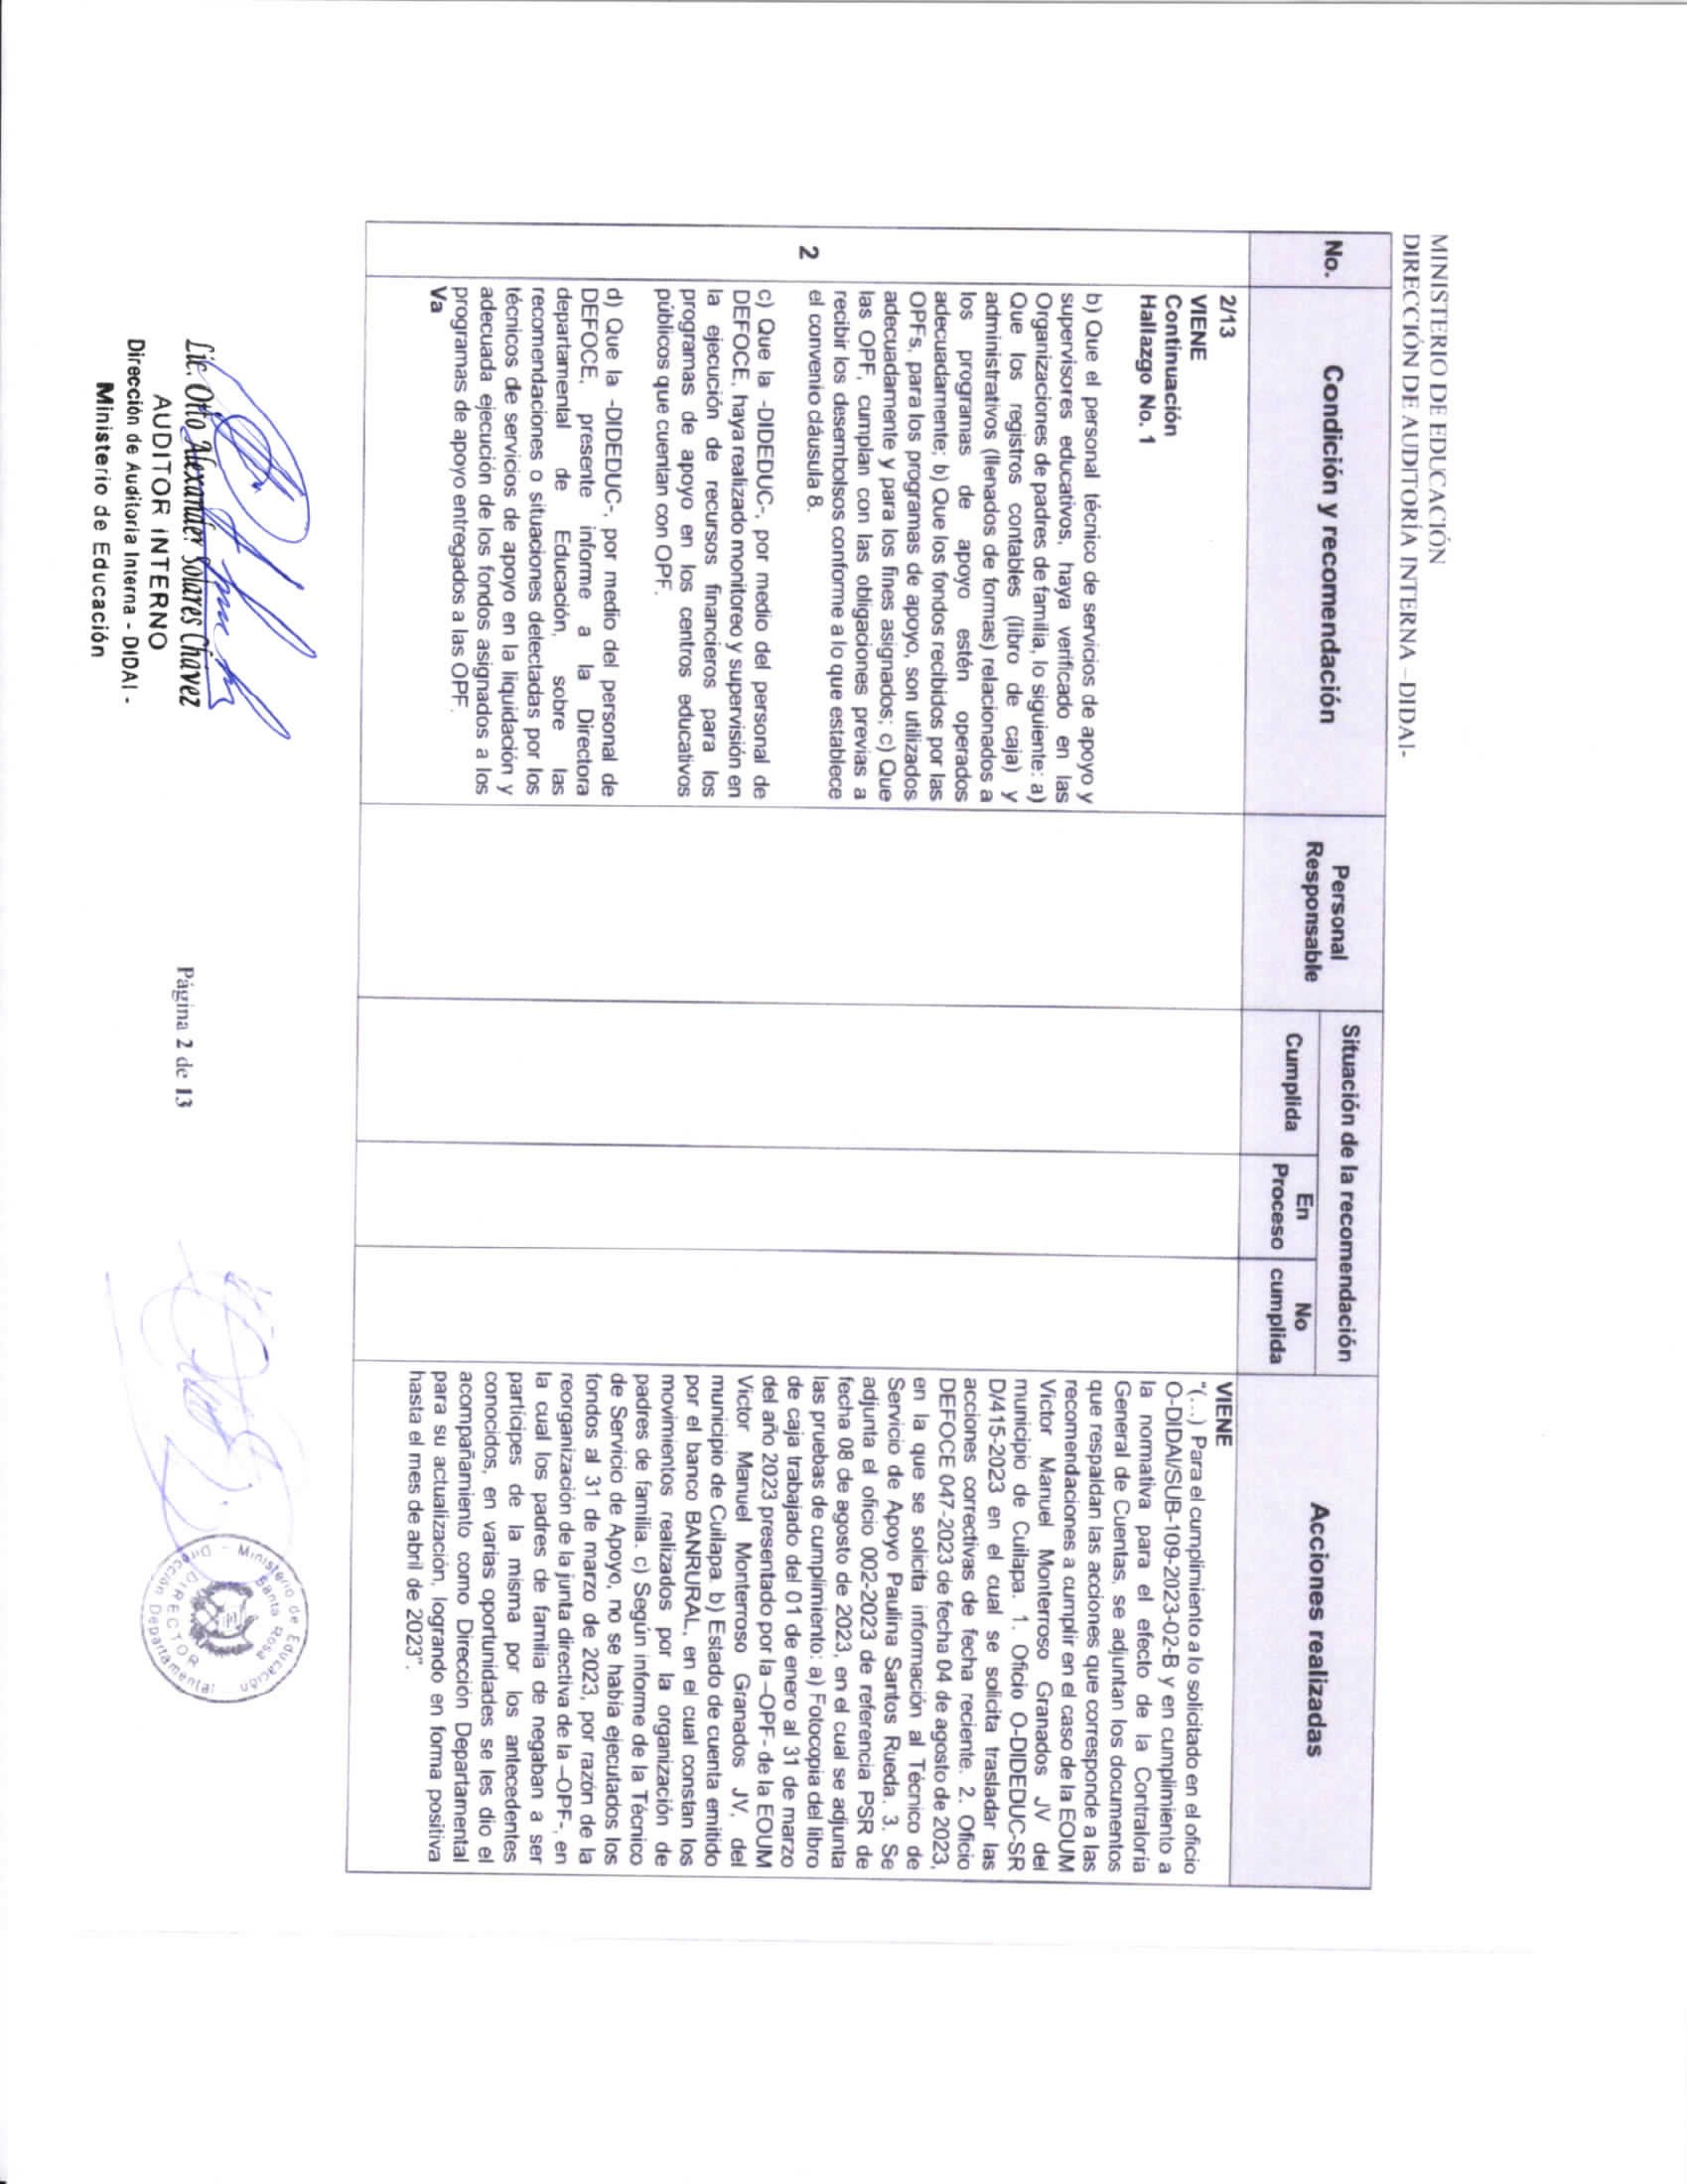 MINISTERIO DE EDUCACIÓN
DIRECCIÓN DE AUDITORÍA INTERNA –DIDAI-
No.
Condición y recomendación
Personal
Responsable
Situación de la recomendación
Cumplida
En
Proceso
No
cumplida
Acciones realizadas
2
2/13
VIENE
Continuación
Hallazgo No. 1
b) Que el personal técnico de servicios de apoyo y
supervisores educativos, haya verificado en las
Organizaciones de padres de familia, lo siguiente: a)
Que los registros contables (libro de caja) y
administrativos (llenados de formas) relacionados a
los programas de apoyo estén operados
adecuadamente; b) Que los fondos recibidos por las
OPFs, para los programas de apoyo, son utilizados
adecuadamente y para los fines asignados; c) Que
las OPF, cumplan con las obligaciones previas a
recibir los desembolsos conforme a lo que establece
el convenio cláusula 8.
c) Que la -DIDEDUC-, por medio del personal de
DEFOCE, haya realizado monitoreo y supervisión en
la ejecución de recursos financieros para los
programas de apoyo en los centros educativos
públicos que cuentan con OPF.
d) Que la -DIDEDUC-, por medio del personal de
DEFOCE, presente informe a la Directora
departamental de Educación, sobre las
recomendaciones o situaciones detectadas por los
técnicos de servicios de apoyo en la liquidación y
adecuada ejecución de los fondos asignados a los
programas de apoyo entregados a las OPF.
Va
VIENE
"(...) Para el cumplimiento a lo solicitado en el oficio
O-DIDAI/SUB-109-2023-02-B y en cumplimiento a
la normativa para el efecto de la Contraloría
General de Cuentas, se adjuntan los documentos
que respaldan las acciones que corresponde a las
recomendaciones a cumplir en el caso de la EOUM
Victor Manuel Monterroso Granados JV del
municipio de Cuilapa. 1. Oficio O-DIDEDUC-SR
D/415-2023 en el cual se solicita trasladar las
acciones correctivas de fecha reciente. 2. Oficio
DEFOCE 047-2023 de fecha 04 de agosto de 2023,
en la que se solicita información al Técnico de
Servicio de Apoyo Paulina Santos Rueda. 3. Se
adjunta el oficio 002-2023 de referencia PSR de
fecha 08 de agosto de 2023, en el cual se adjunta
las pruebas de cumplimiento: a) Fotocopia del libro
de caja trabajado del 01 de enero al 31 de marzo
del año 2023 presentado por la –OPF- de la EOUM
Victor Manuel Monterroso Granados JV, del
municipio de Cuilapa. b) Estado de cuenta emitido
por el banco BANRURAL, en el cual constan los
movimientos realizados por la organización de
padres de familia. c) Según informe de la Técnico
de Servicio de Apoyo, no se había ejecutados los
fondos al 31 de marzo de 2023, por razón de la
reorganización de la junta directiva de la –OPF-, en
la cual los padres de familia de negaban a ser
participes de la misma por los antecedentes
conocidos, en varias oportunidades se les dio el
acompañamiento como Dirección Departamental
para su actualización, logrando en forma positiva
hasta el mes de abril de 2023".
Lic. Otto Alexander Solares Chávez
AUDITOR INTERNO
Dirección de Auditoría Interna - DIDAI -
Ministerio de Educación
Página 2 de 13
Ministerio de Educación
Santa Rosa
DIRECTOR
Dirección Departamental